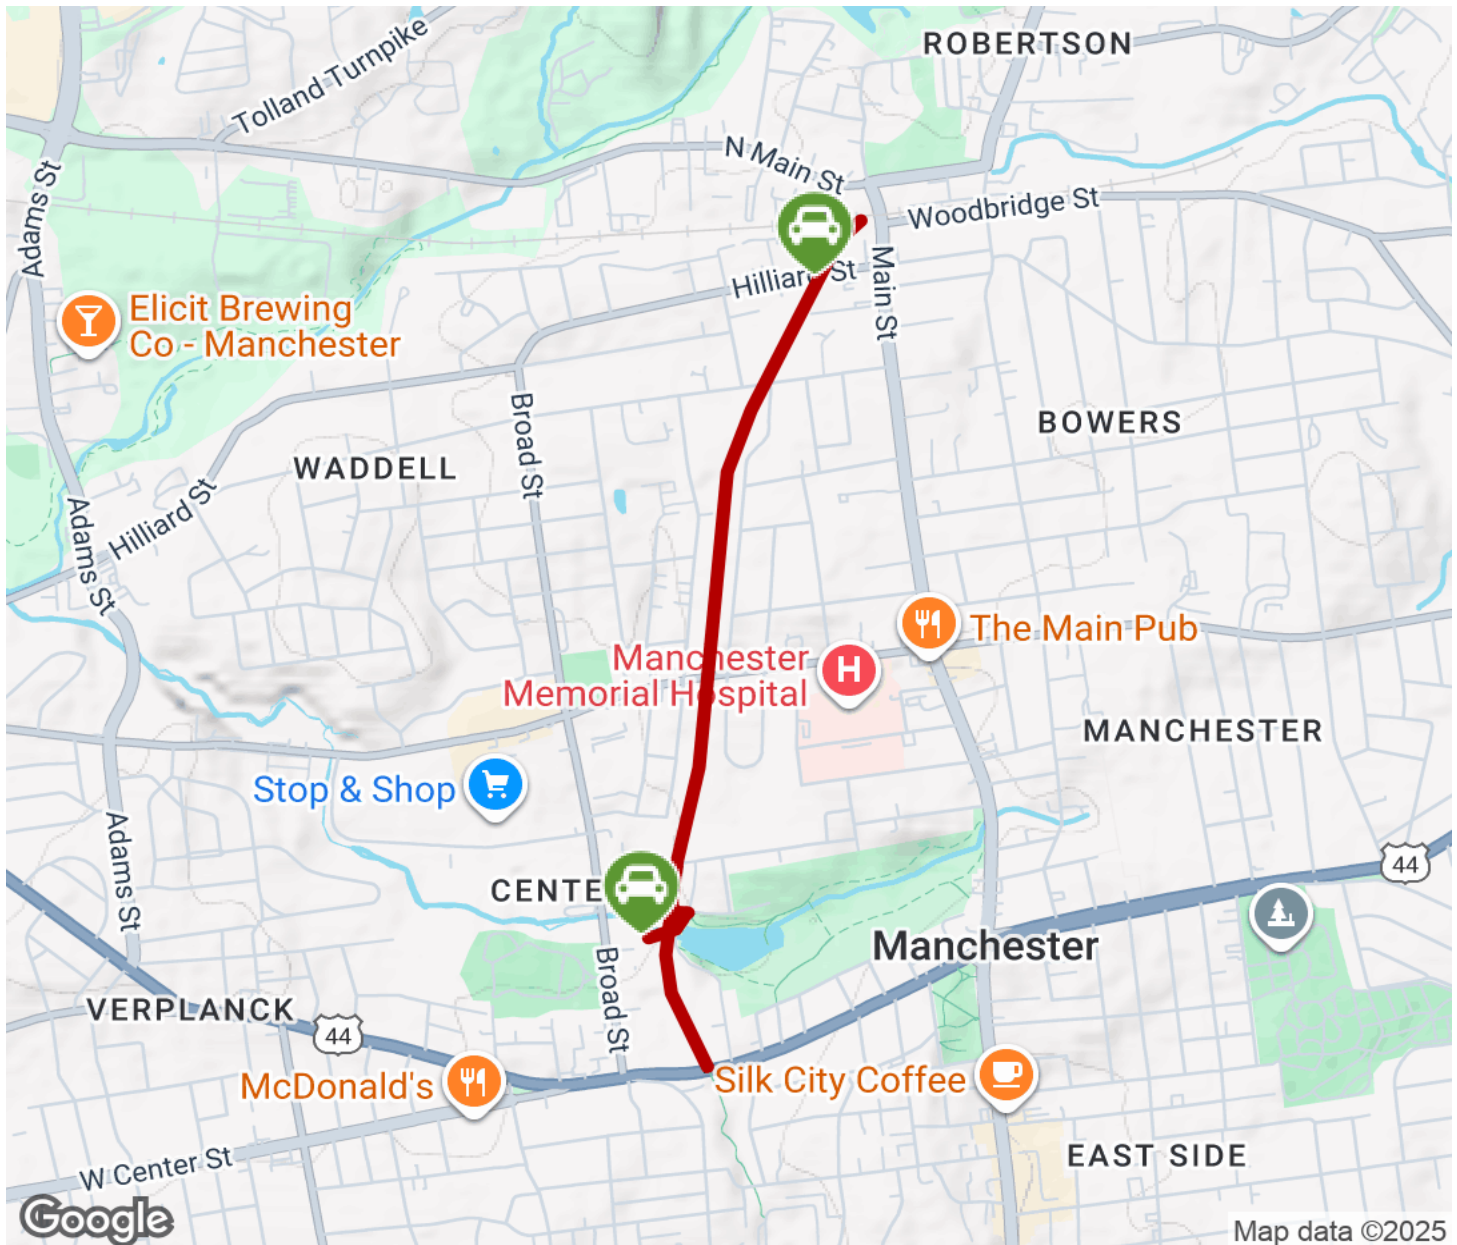 ROBERTSON
Tolland Turnpike
N Main St
Adams St
Woodbridge St
Hilliard St
Main St
Elicit Brewing
Co - Manchester
Broad St
BOWERS
WADDELL
Hilliard St
Adams St
The Main Pub
Manchester
Memorial Hospital
H
MANCHESTER
Stop & Shop
Adams St
44
CENTE
Manchester
Broad St
VERPLANCK
44
McDonald's
Silk City Coffee
W Center St
EAST SIDE
Google
Map data ©2025